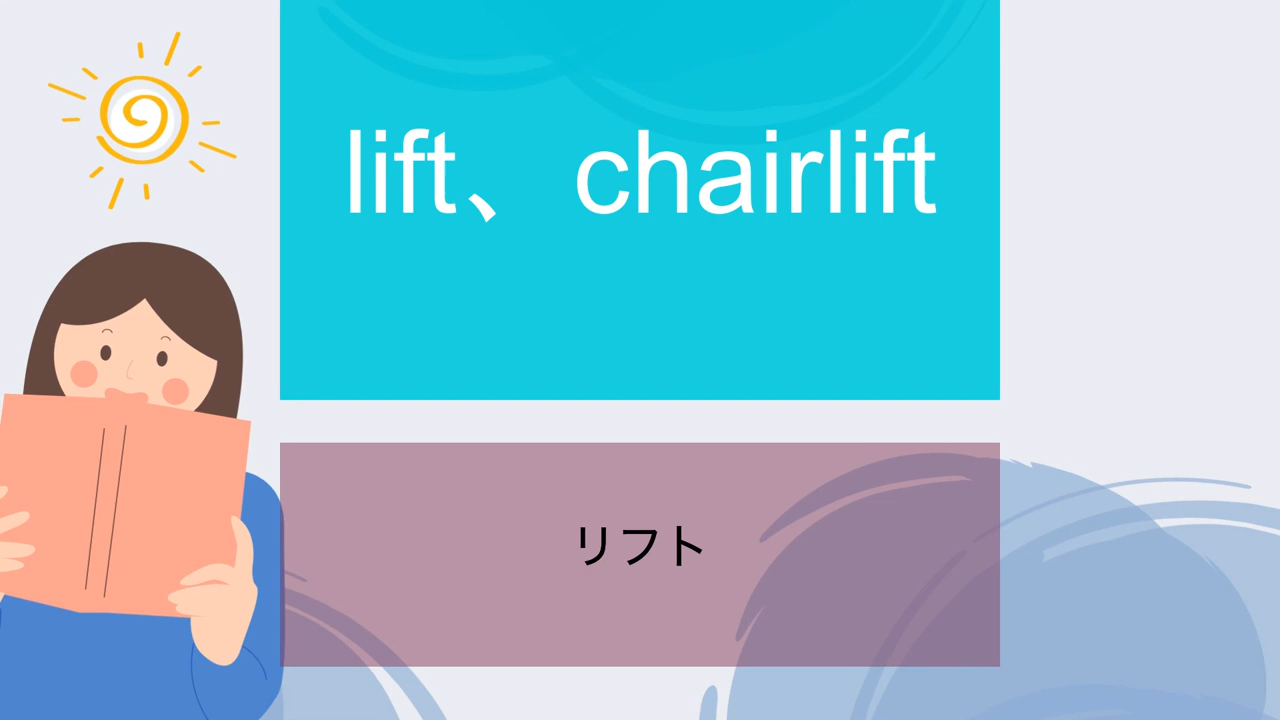 lift、 chairlift
リフト